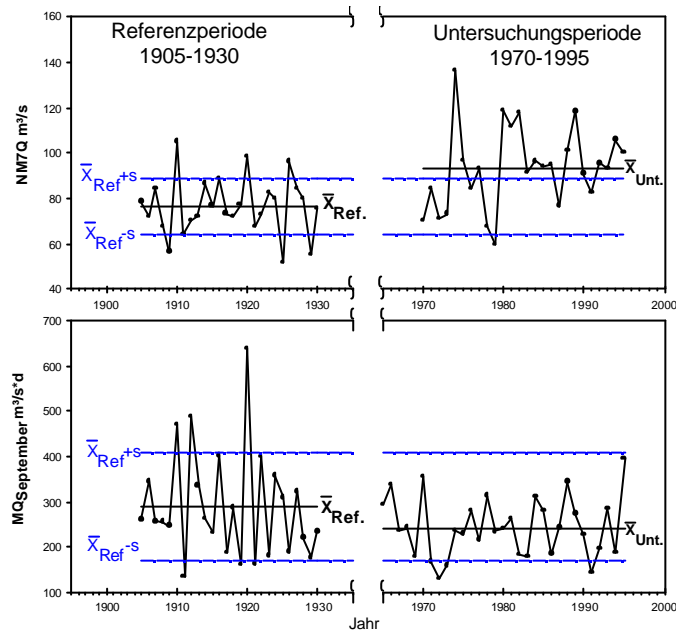 Referenzperiode
1905-1930
Untersuchungsperiode
1970-1995
NM7Q m³/s
160
140
120
100
80
60
40
X̅Ref+s
X̅Ref.
X̅Ref-s
X̅Unt.
1900 1910 1920 1930 1970 1980 1990 2000
MQSeptember m³/s*d
700
600
500
400
300
200
100
X̅Ref+s
X̅Ref.
X̅Ref-s
X̅Unt.
1900 1910 1920 1930 1970 1980 1990 2000
Jahr